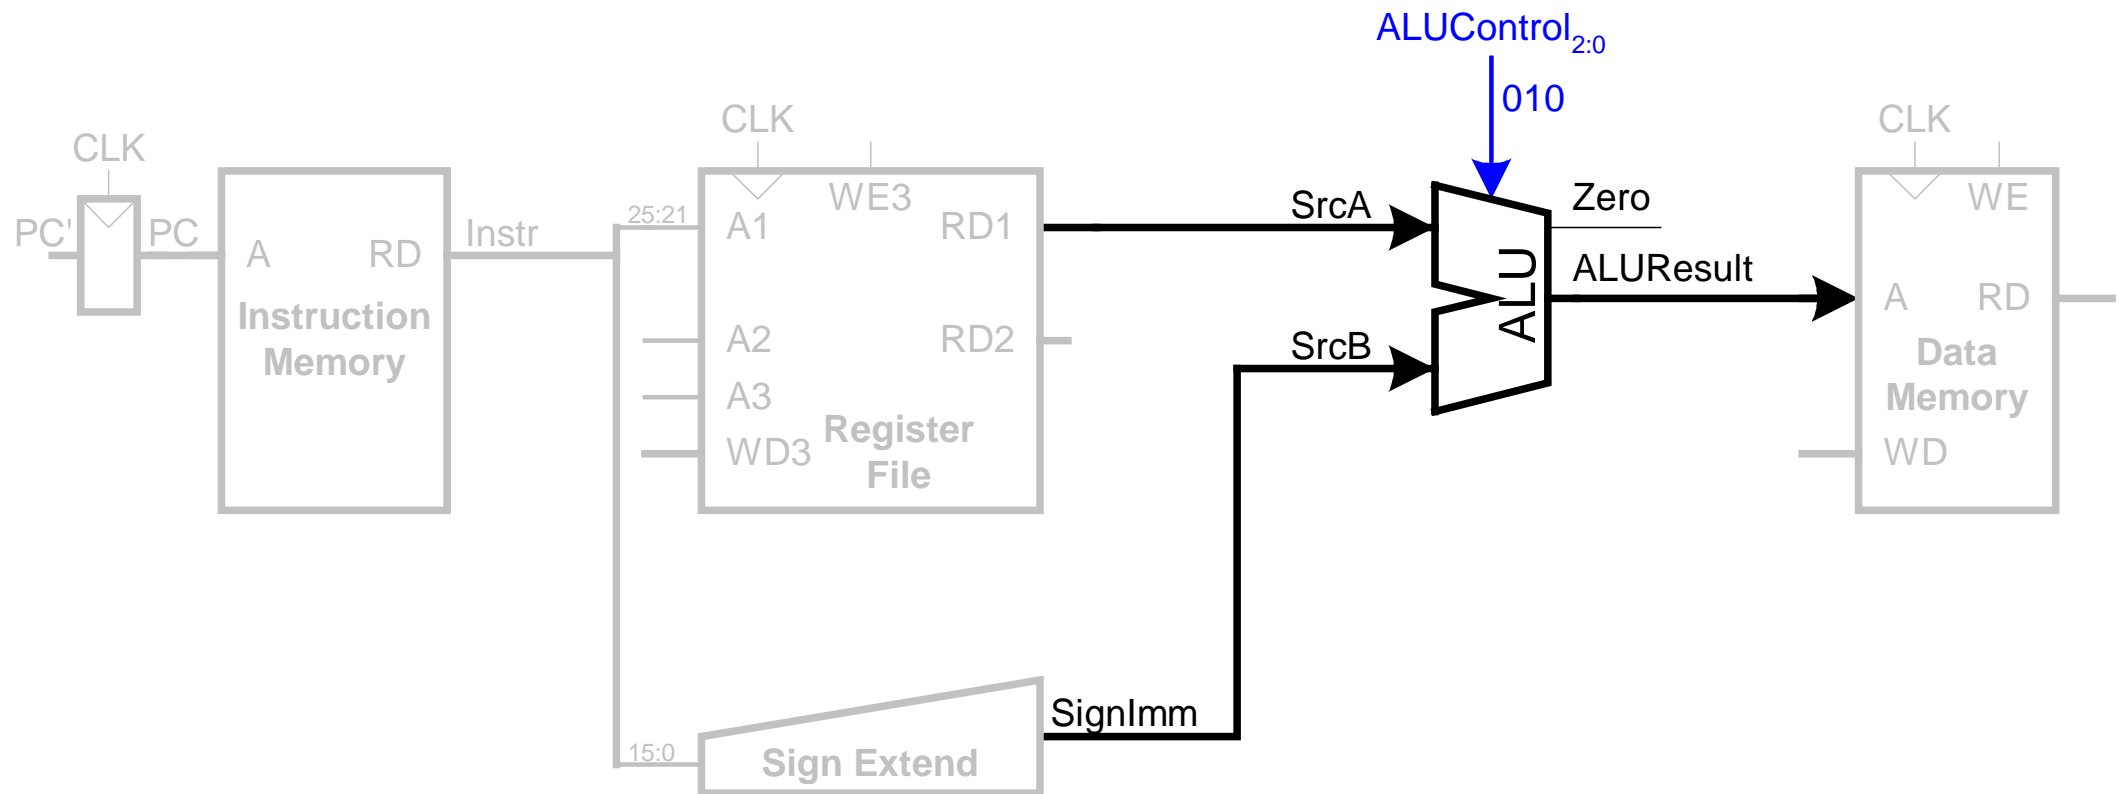 ALUControl2:0
010
CLK
CLK
CLK
PC'
PC
A
RD
Instruction
Memory
Instr
25:21
A1
WE3
RD1
A2
RD2
A3
WD3
Register
File
SrcA
SrcB
ALU
Zero
ALUResult
WE
A
RD
Data
Memory
WD
SignImm
15:0
Sign Extend